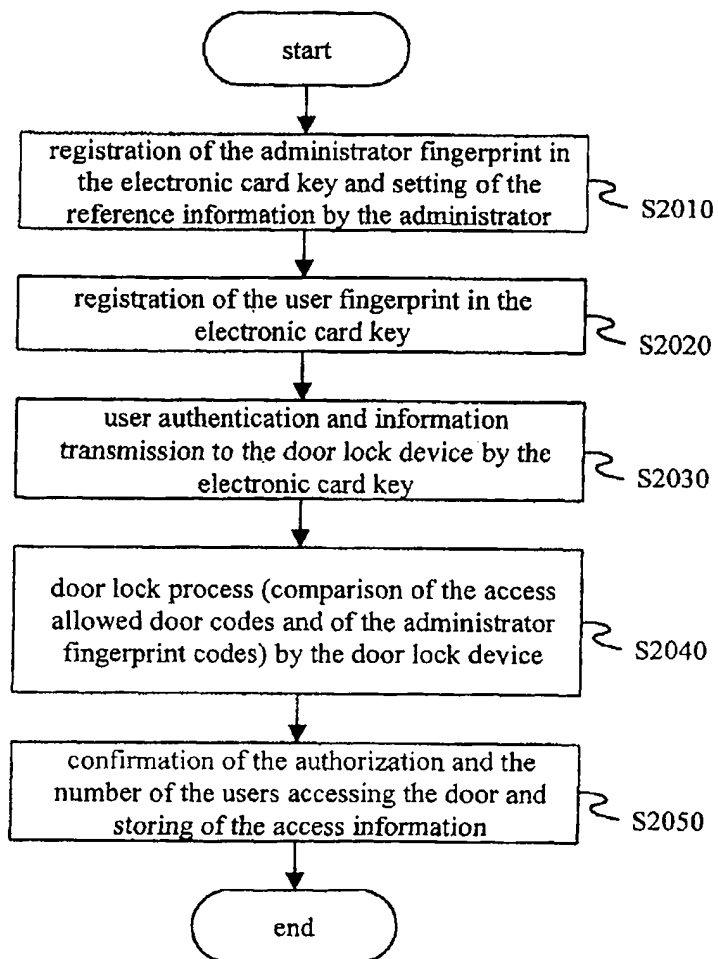 start
registration of the administrator fingerprint in
the electronic card key and setting of the
reference information by the administrator
S2010
registration of the user fingerprint in the
electronic card key
S2020
user authentication and information
transmission to the door lock device by the
electronic card key
S2030
door lock process (comparison of the access
allowed door codes and of the administrator
fingerprint codes) by the door lock device
S2040
confirmation of the authorization and the
number of the users accessing the door and
storing of the access information
S2050
end